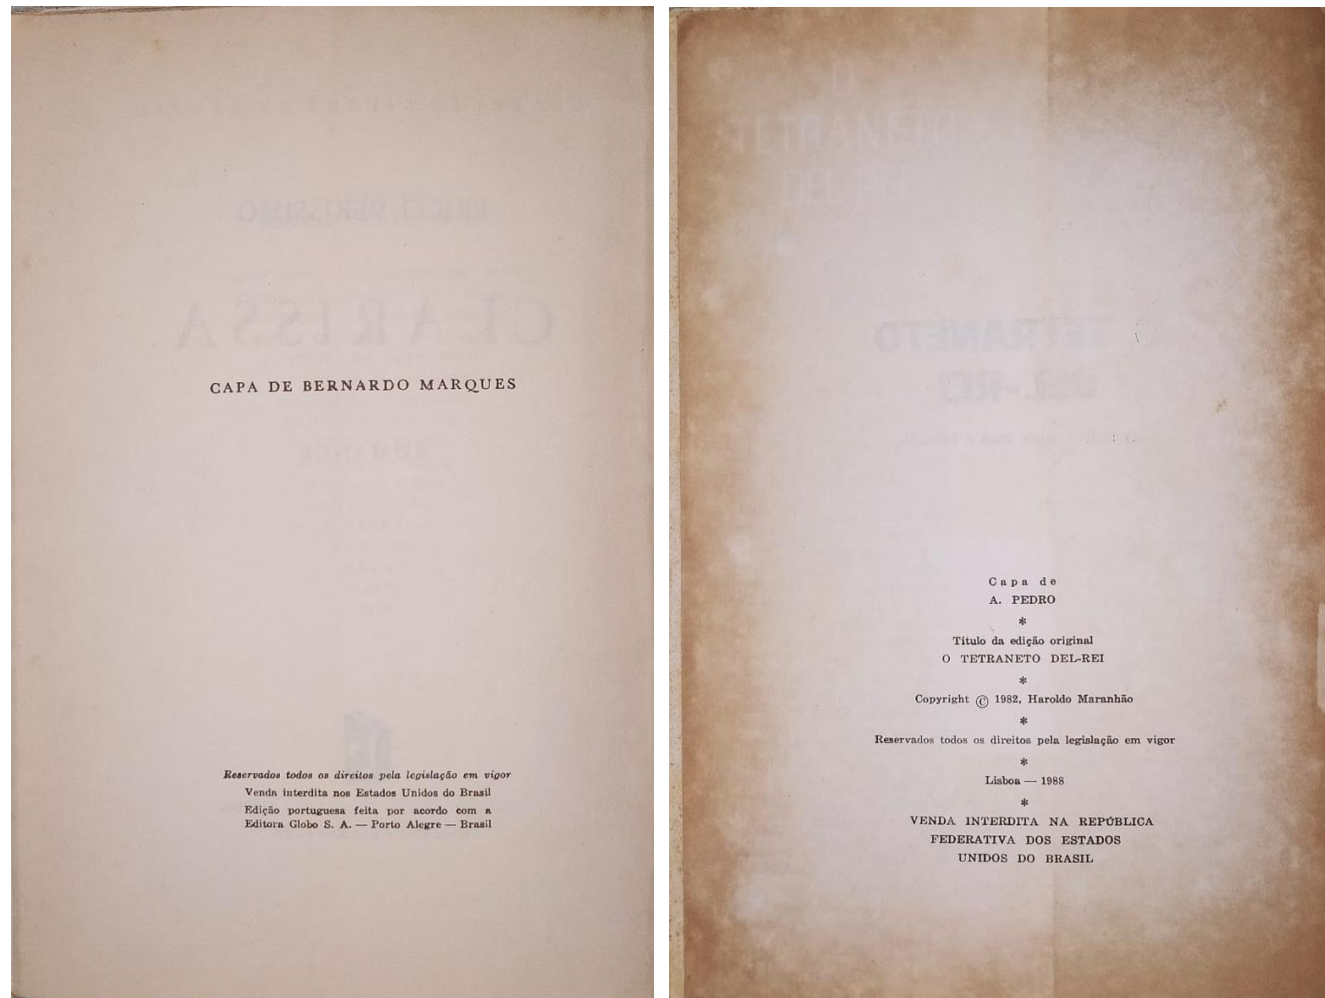 CAPA DE BERNARDO MARQUES
Reservados todos os direitos pela legislação em vigor
Venda interdita nos Estados Unidos do Brasil
Edição portuguesa feita por acordo com a
Editora Globo S. A. — Porto Alegre — Brasil
Capa de
A. PEDRO
*
Título da edição original
O TETRANETO DEL-REI
*
Copyright © 1982, Haroldo Maranhão
*
Reservados todos os direitos pela legislação em vigor
*
Lisboa — 1988
*
VENDA INTERDITA NA REPÚBLICA
FEDERATIVA DOS ESTADOS
UNIDOS DO BRASIL